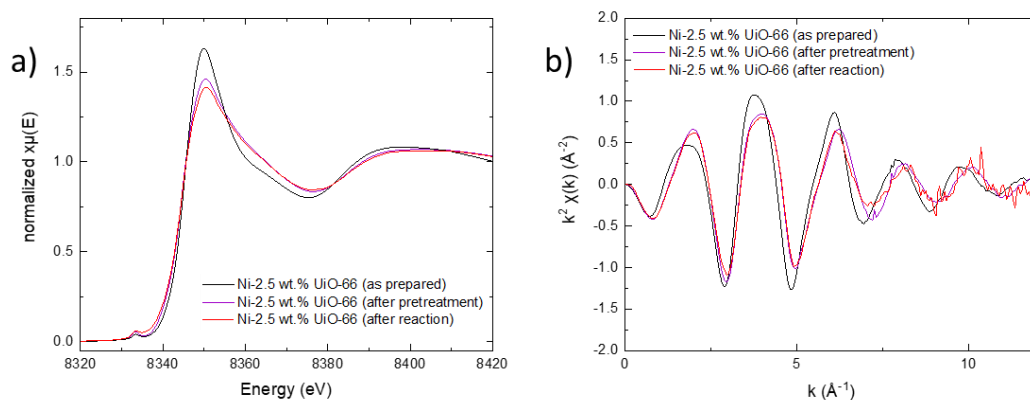 a)
normalized xμ(E)
1.5
1.0
0.5
0.0
Ni-2.5 wt.% UiO-66 (as prepared)
Ni-2.5 wt.% UiO-66 (after pretreatment)
Ni-2.5 wt.% UiO-66 (after reaction)
8320 8340 8360 8380 8400 8420
Energy (eV)
b)
k² χ(k) (Å⁻²)
2.0
1.5
1.0
0.5
0.0
-0.5
-1.0
-1.5
-2.0
Ni-2.5 wt.% UiO-66 (as prepared)
Ni-2.5 wt.% UiO-66 (after pretreatment)
Ni-2.5 wt.% UiO-66 (after reaction)
0 5 10
k (Å⁻¹)